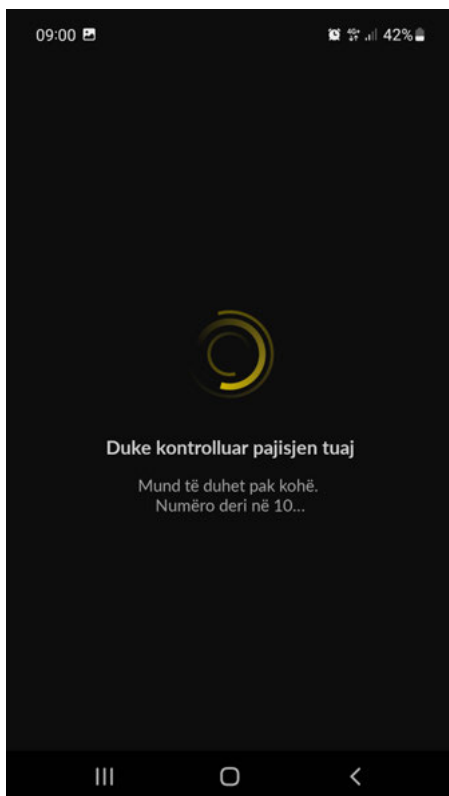 09:00 42%
Duke kontrolluar pajisjen tuaj
Mund të duhet pak kohë.
Numëro deri në 10...